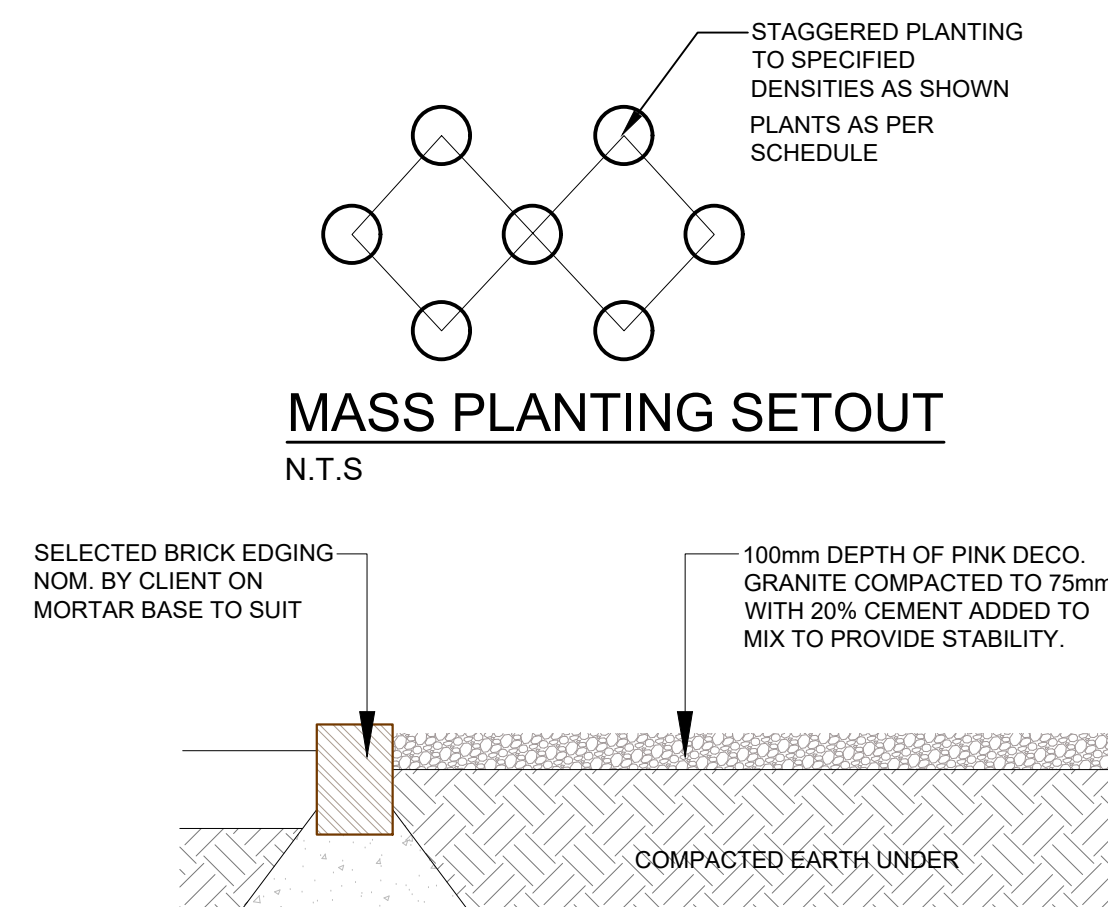 STAGGERED PLANTING
TO SPECIFIED
DENSITIES AS SHOWN
PLANTS AS PER
SCHEDULE
MASS PLANTING SETOUT
N.T.S
SELECTED BRICK EDGING
NOM. BY CLIENT ON
MORTAR BASE TO SUIT
100mm DEPTH OF PINK DECO.
GRANITE COMPACTED TO 75mm
WITH 20% CEMENT ADDED TO
MIX TO PROVIDE STABILITY.
COMPACTED EARTH UNDER